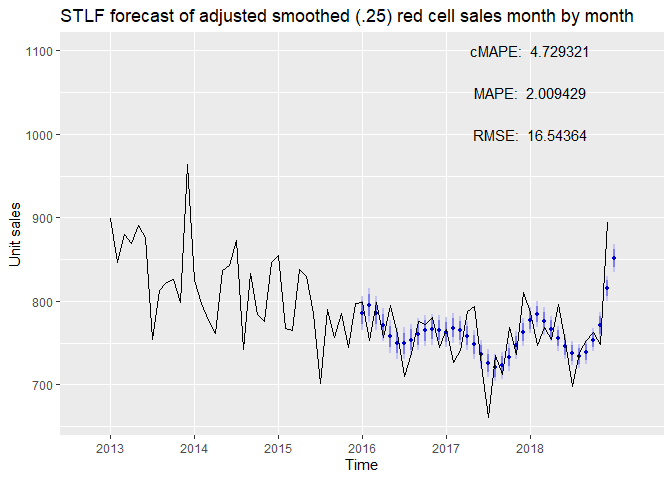 STLF forecast of adjusted smoothed (.25) red cell sales month by month
cMAPE:  4.729321
MAPE:  2.009429
RMSE:  16.54364
1100
1000
900
800
700
Unit sales
2013
2014
2015
2016
2017
2018
Time